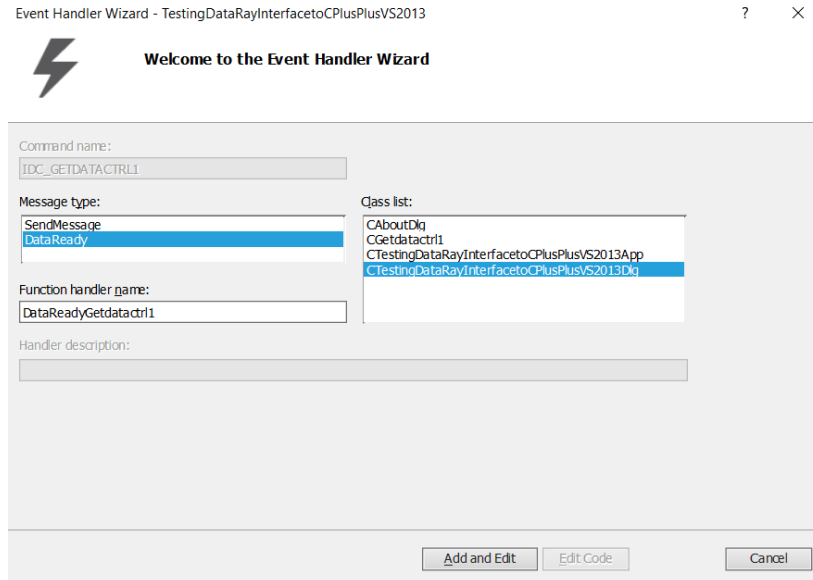 Event Handler Wizard - TestingDataRayInterfacetoCPlusPlusVS2013
?
Welcome to the Event Handler Wizard
Command name:
IDC_GETDATACTRL1
Message type:
SendMessage
DataReady
Class list:
CAboutDlg
CGetdatactrl1
CTestingDataRayInterfacetoCPlusPlusVS2013App
CTestingDataRayInterfacetoCPlusPlusVS2013Dlg
Function handler name:
DataReadyGetdatactrl1
Handler description:
Add and Edit
Edit Code
Cancel